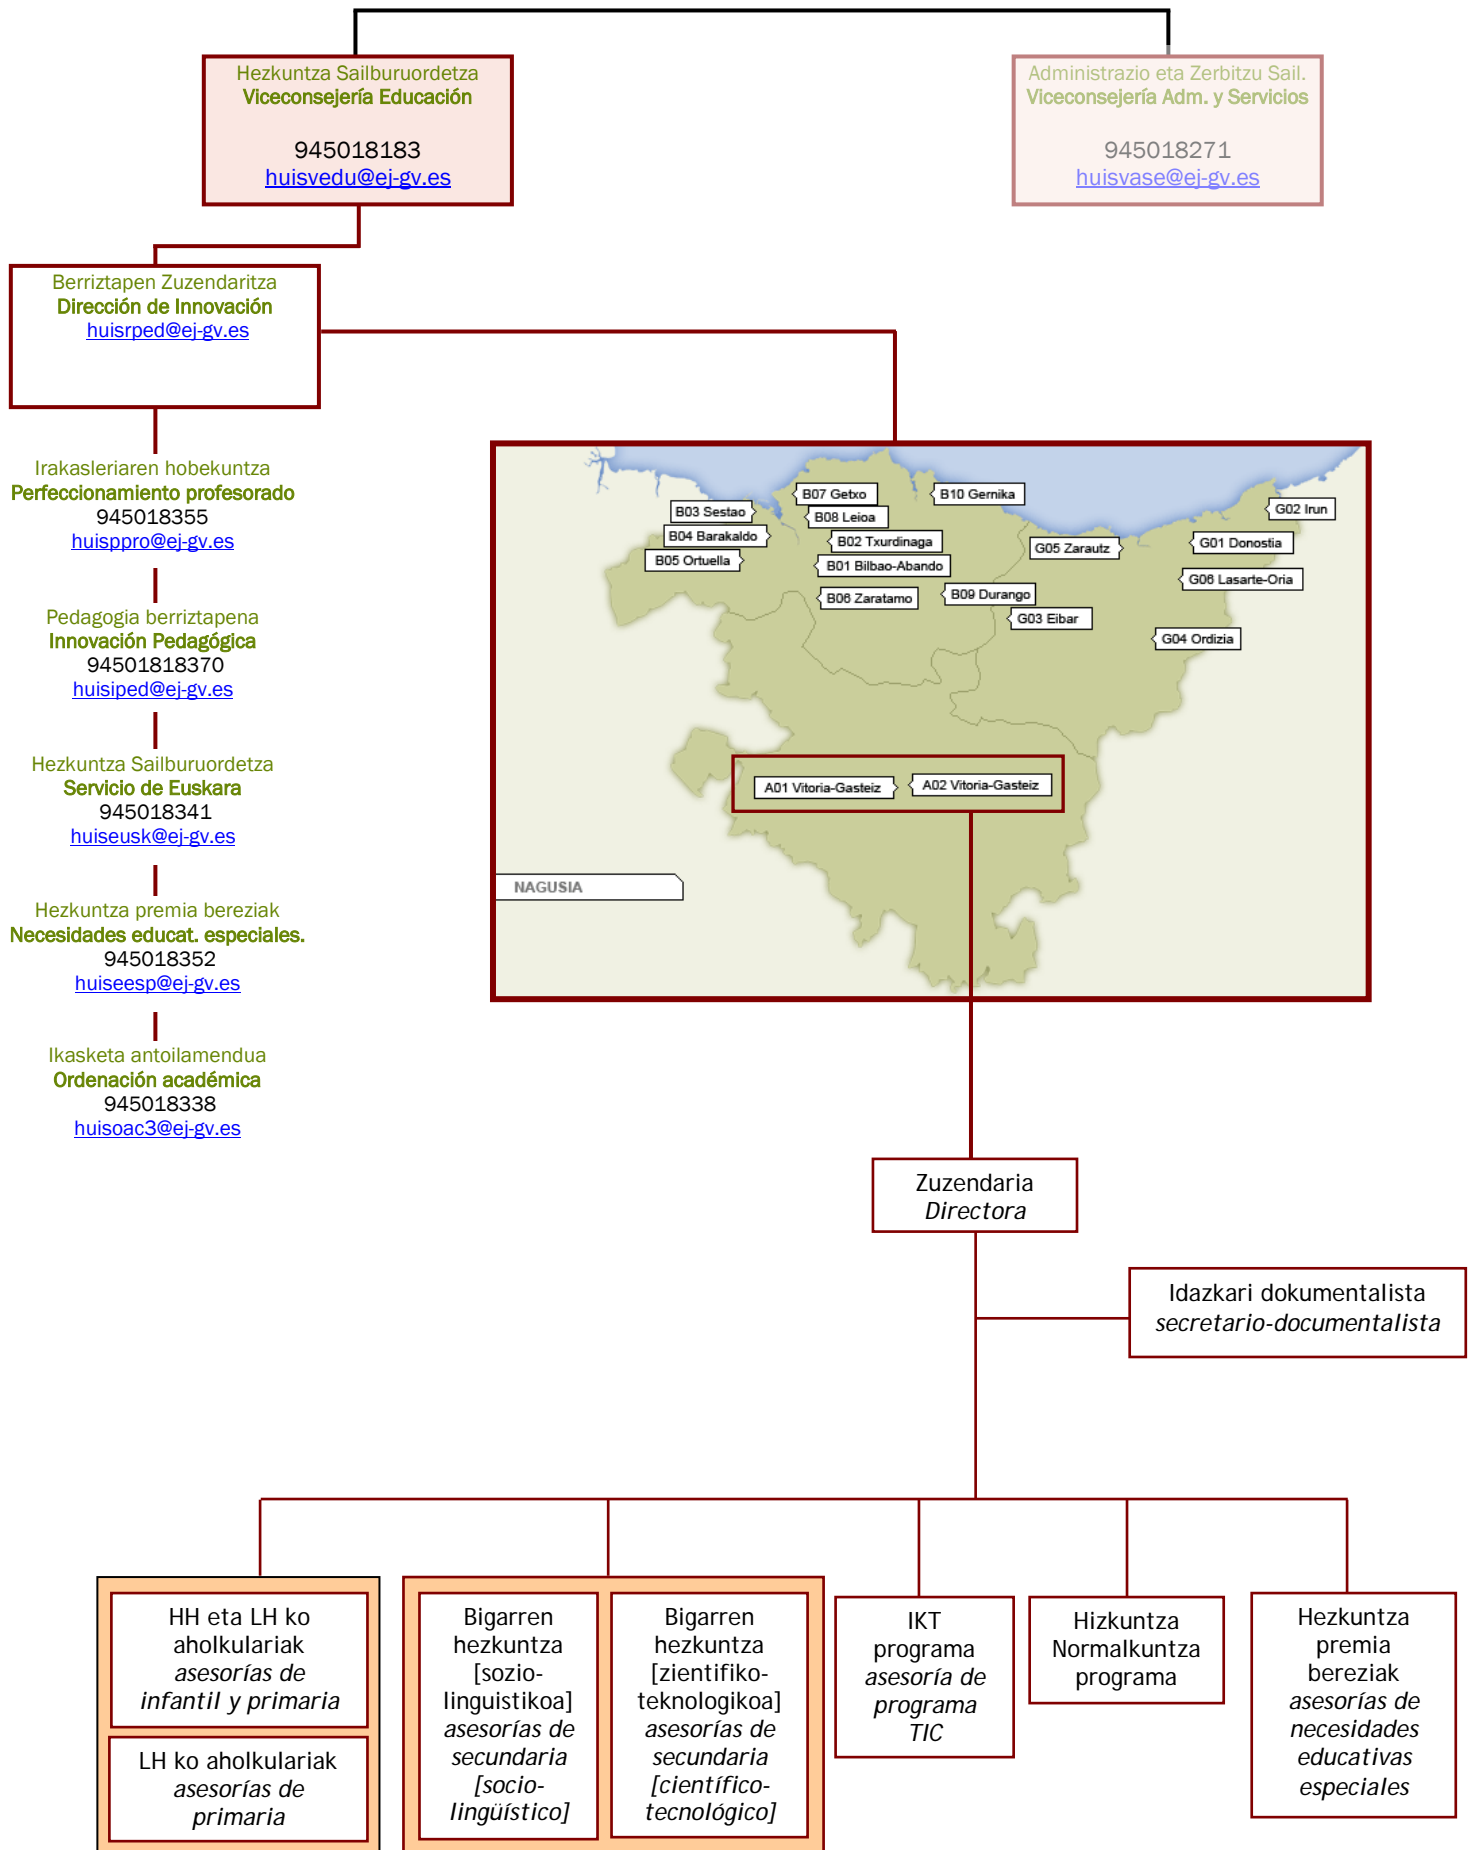 Hezkuntza Sailburuordetza
Viceconsejería Educación
945018183
huisvedu@ej-gv.es
Administrazio eta Zerbitzu Sail.
Viceconsejería Adm. y Servicios
945018271
huisvase@ej-gv.es
Berriztapen Zuzendaritza
Dirección de Innovación
huisrped@ej-gv.es
Irakasleriaren hobekuntza
Perfeccionamiento profesorado
945018355
huisppro@ej-gv.es
Pedagogia berriztapena
Innovación Pedagógica
94501818370
huisiped@ej-gv.es
Hezkuntza Sailburuordetza
Servicio de Euskara
945018341
huiseusk@ej-gv.es
Hezkuntza premia bereziak
Necesidades educat. especiales.
945018352
huiseesp@ej-gv.es
Ikasketa antoilamendua
Ordenación académica
945018338
huisoac3@ej-gv.es
B07 Getxo
B10 Gernika
B03 Sestao
B08 Leioa
G02 Irun
B04 Barakaldo
B02 Txurdinaga
G05 Zarautz
G01 Donostia
B05 Ortuella
B01 Bilbao-Abando
G06 Lasarte-Oria
B06 Zaratamo
B09 Durango
G03 Eibar
G04 Ordizia
A01 Vitoria-Gasteiz
A02 Vitoria-Gasteiz
NAGUSIA
Zuzendaria
Directora
Idazkari dokumentalista
secretario-documentalista
HH eta LH ko
aholkulariak
asesorías de
infantil y primaria
LH ko aholkulariak
asesorías de
primaria
Bigarren
hezkuntza
[sozio-
linguistikoa]
asesorías de
secundaria
[socio-
lingüístico]
Bigarren
hezkuntza
[zientifiko-
teknologikoa]
asesorías de
secundaria
[científico-
tecnológico]
IKT
programa
asesoría de
programa
TIC
Hizkuntza
Normalkuntza
programa
Hezkuntza
premia
bereziak
asesorías de
necesidades
educativas
especiales